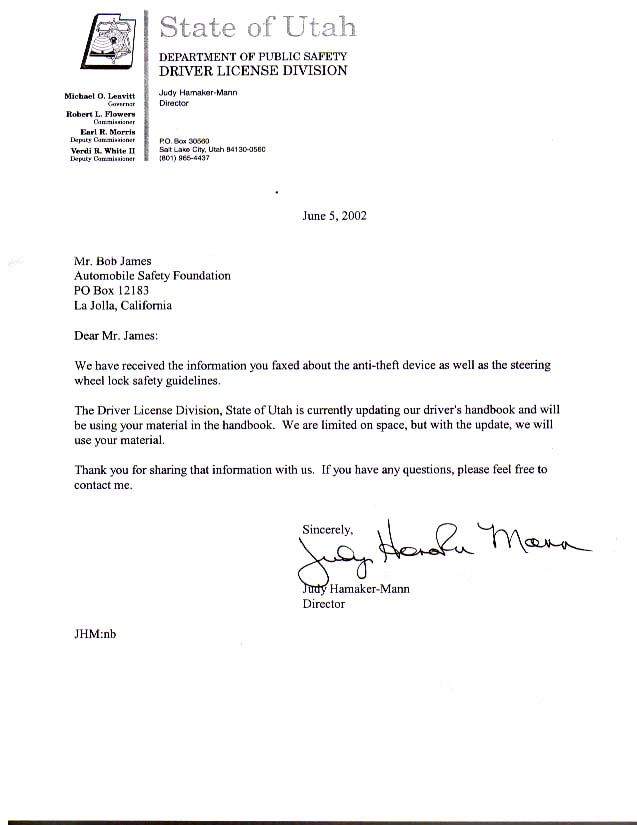 State of Utah
DEPARTMENT OF PUBLIC SAFETY
DRIVER LICENSE DIVISION
Michael O. Leavitt
Governor
Robert L. Flowers
Commissioner
Earl R. Morris
Deputy Commissioner
Verdi R. White II
Deputy Commissioner
Judy Hamaker-Mann
Director
P.O. Box 30560
Salt Lake City, Utah 84130-0560
(801) 965-4437
June 5, 2002
Mr. Bob James
Automobile Safety Foundation
PO Box 12183
La Jolla, California
Dear Mr. James:
We have received the information you faxed about the anti-theft device as well as the steering
wheel lock safety guidelines.
The Driver License Division, State of Utah is currently updating our driver's handbook and will
be using your material in the handbook.  We are limited on space, but with the update, we will
use your material.
Thank you for sharing that information with us.  If you have any questions, please feel free to
contact me.
Sincerely,
Judy Hamaker-Mann
Director
JHM:nb